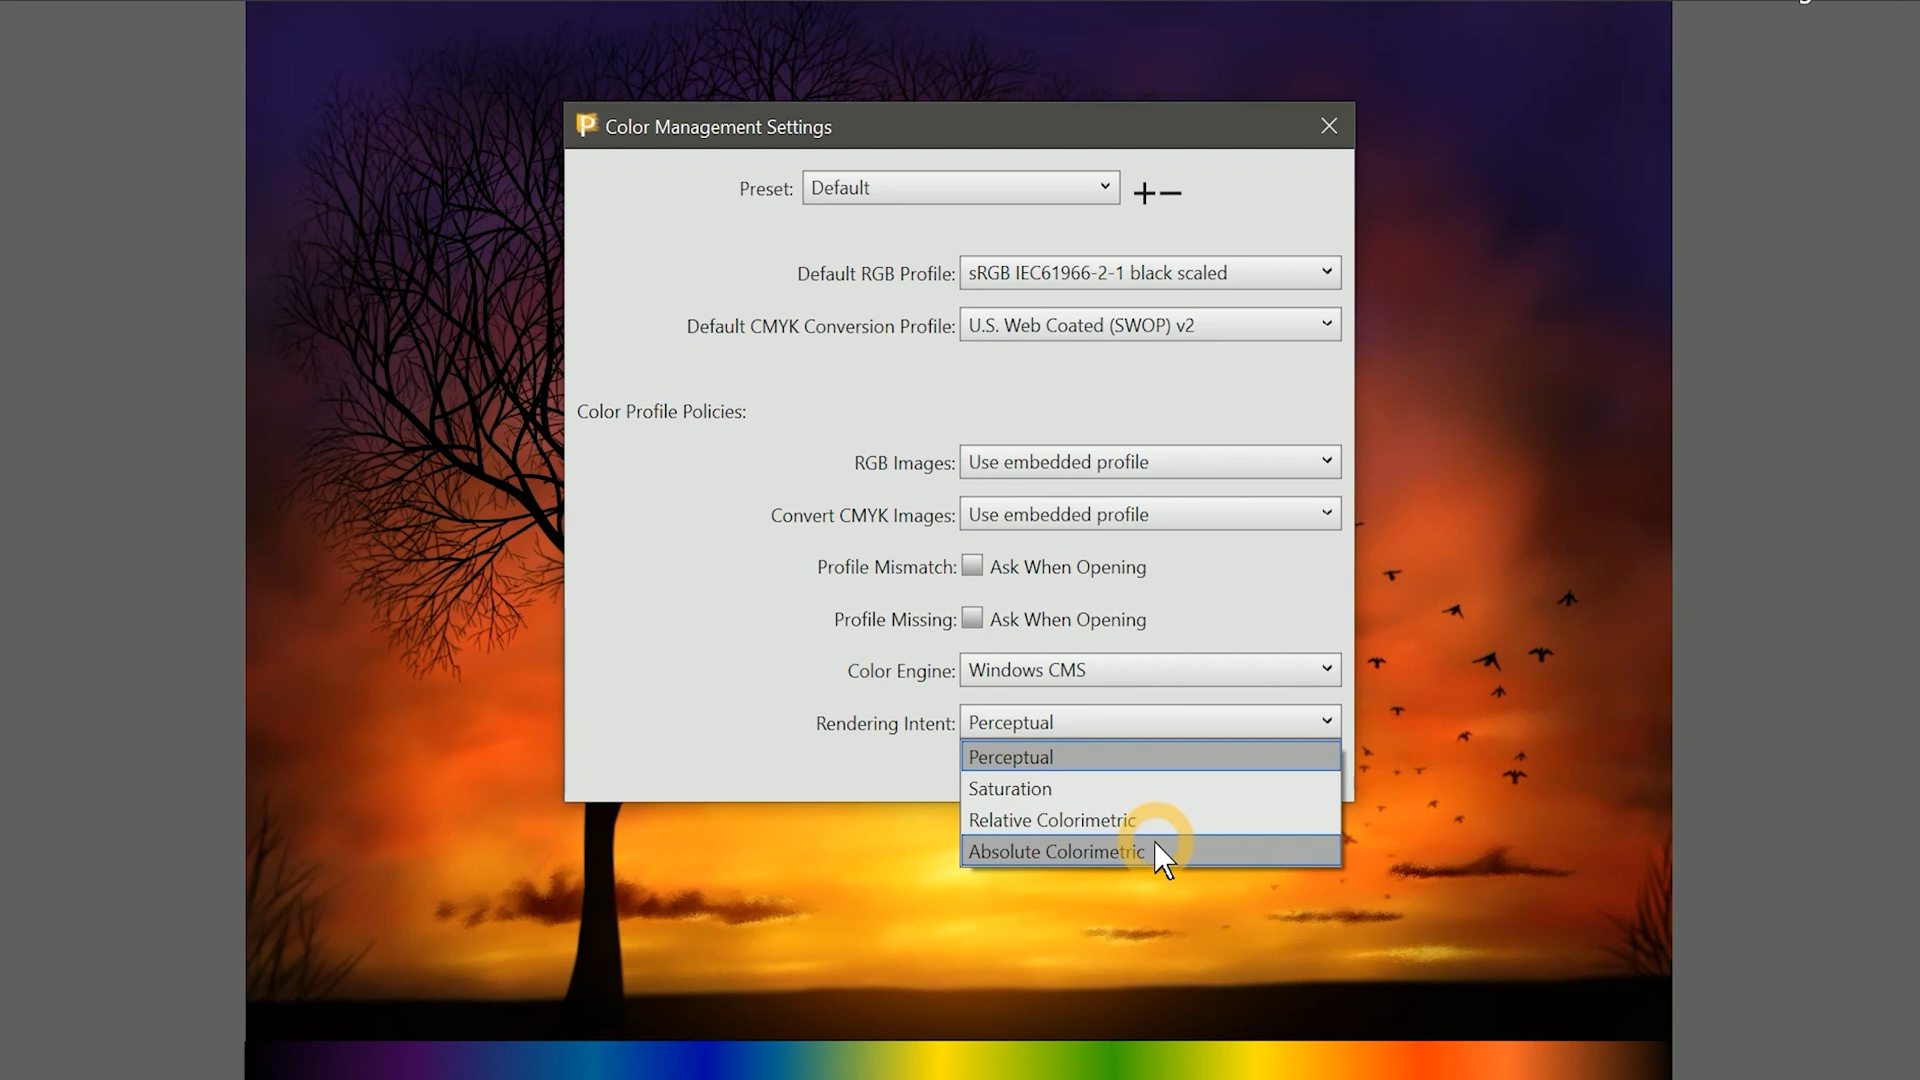 Color Management Settings
Preset: Default
Default RGB Profile: sRGB IEC61966-2-1 black scaled
Default CMYK Conversion Profile: U.S. Web Coated (SWOP) v2
Color Profile Policies:
RGB Images: Use embedded profile
Convert CMYK Images: Use embedded profile
Profile Mismatch: Ask When Opening
Profile Missing: Ask When Opening
Color Engine: Windows CMS
Rendering Intent: Perceptual
Perceptual
Saturation
Relative Colorimetric
Absolute Colorimetric